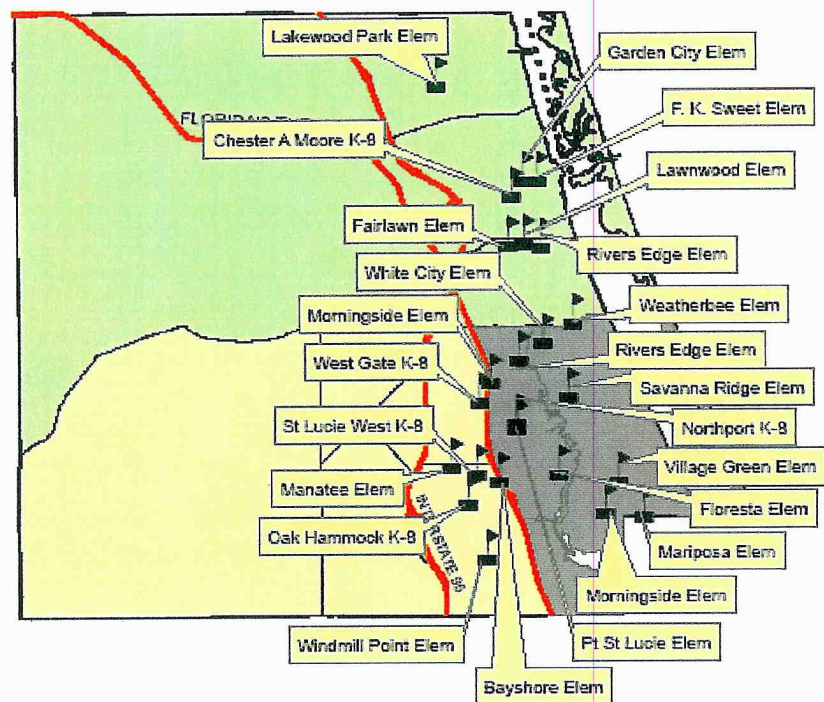 Lakewood Park Elem
Garden City Elem
F. K. Sweet Elem
Chester A Moore K-8
Lawnwood Elem
Fairlawn Elem
Rivers Edge Elem
White City Elem
Weatherbee Elem
Morningside Elem
Rivers Edge Elem
West Gate K-8
Savanna Ridge Elem
St Lucie West K-8
Northport K-8
Village Green Elem
Manatee Elem
Floresta Elem
Oak Hammock K-8
INTERSTATE 95
Mariposa Elem
Morningside Elem
Windmill Point Elem
Pt St Lucie Elem
Bayshore Elem